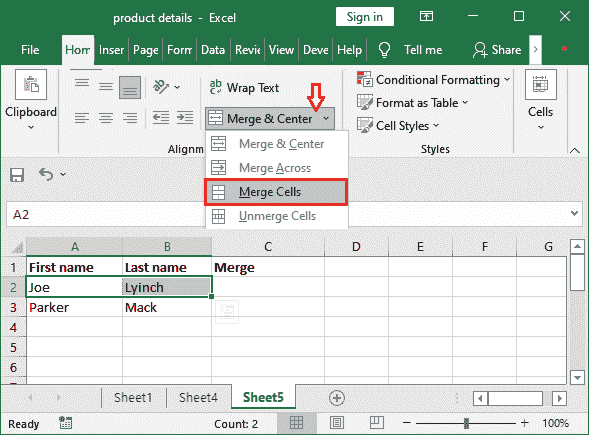 product details - Excel
Sign in
File Hom Inser Page Form Data Revie View Deve Help Tell me Share
Clipboard
ab Wrap Text
Merge & Center
Alignm
Merge & Center
Merge Across
Merge Cells
Unmerge Cells
Conditional Formatting
Format as Table
Cell Styles
Styles
Cells
A2
A B C D E F G
1 First name Last name Merge
2 Joe Lyinch
3 Parker Mack
4
5
6
Sheet1 Sheet4 Sheet5
Ready Count: 2 100%